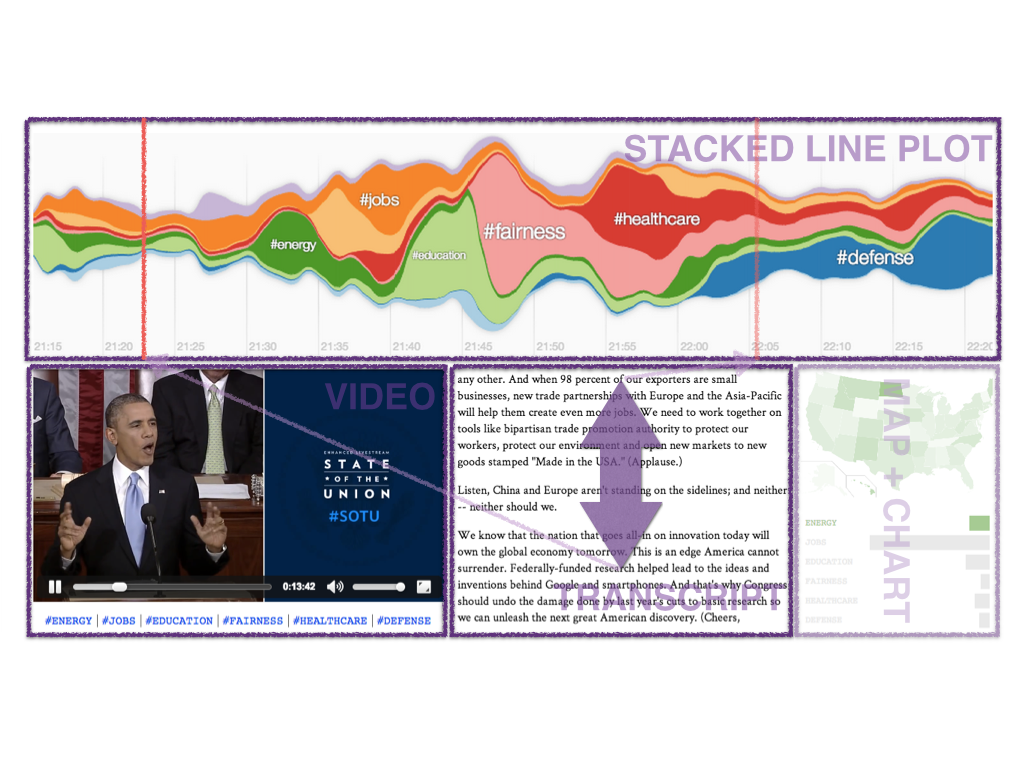 STACKED LINE PLOT
#jobs
#healthcare
#fairness
#energy
#education
#defense
21:15 21:20 21:25 21:30 21:35 21:40 21:45 21:50 21:55 22:00 22:05 22:10 22:15 22:20
VIDEO
ENHANCED LIVESTREAM
STATE
OF THE
UNION
#SOTU
0:13:42
#ENERGY | #JOBS | #EDUCATION | #FAIRNESS | #HEALTHCARE | #DEFENSE
any other. And when 98 percent of our exporters are small
businesses, new trade partnerships with Europe and the Asia-Pacific
will help them create even more jobs. We need to work together on
tools like bipartisan trade promotion authority to protect our
workers, protect our environment and open new markets to new
goods stamped "Made in the USA." (Applause.)
Listen, China and Europe aren't standing on the sidelines; and neither
-- neither should we.
We know that the nation that goes all-in on innovation today will
own the global economy tomorrow. This is an edge America cannot
surrender. Federally-funded research helped lead to the ideas and
inventions behind Google and smartphones. And that's why Congress
should undo the damage done by last year's cuts to basic research so
we can unleash the next great American discovery. (Cheers,
TRANSCRIPT
MAP + CHART
ENERGY
JOBS
EDUCATION
FAIRNESS
HEALTHCARE
DEFENSE